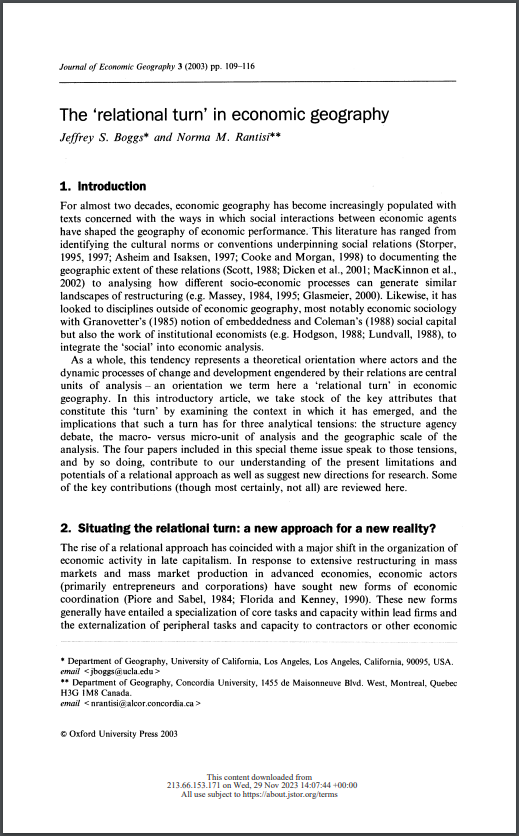 Journal of Economic Geography 3 (2003) pp. 109–116
The ‘relational turn’ in economic geography
Jeffrey S. Boggs* and Norma M. Rantisi**
1. Introduction
For almost two decades, economic geography has become increasingly populated with
texts concerned with the ways in which social interactions between economic agents
have shaped the geography of economic performance. This literature has ranged from
identifying the cultural norms or conventions underpinning social relations (Storper,
1995, 1997; Asheim and Isaksen, 1997; Cooke and Morgan, 1998) to documenting the
geographic extent of these relations (Scott, 1988; Dicken et al., 2001; MacKinnon et al.,
2002) to analysing how different socio-economic processes can generate similar
landscapes of restructuring (e.g. Massey, 1984, 1995; Glasmeier, 2000). Likewise, it has
looked to disciplines outside of economic geography, most notably economic sociology
with Granovetter’s (1985) notion of embeddedness and Coleman’s (1988) social capital
but also the work of institutional economists (e.g. Hodgson, 1988; Lundvall, 1988), to
integrate the ‘social’ into economic analysis.
As a whole, this tendency represents a theoretical orientation where actors and the
dynamic processes of change and development engendered by their relations are central
units of analysis – an orientation we term here a ‘relational turn’ in economic
geography. In this introductory article, we take stock of the key attributes that
constitute this ‘turn’ by examining the context in which it has emerged, and the
implications that such a turn has for three analytical tensions: the structure agency
debate, the macro- versus micro-unit of analysis and the geographic scale of the
analysis. The four papers included in this special theme issue speak to those tensions,
and by so doing, contribute to our understanding of the present limitations and
potentials of a relational approach as well as suggest new directions for research. Some
of the key contributions (though most certainly, not all) are reviewed here.
2. Situating the relational turn: a new approach for a new reality?
The rise of a relational approach has coincided with a major shift in the organization of
economic activity in late capitalism. In response to extensive restructuring in mass
markets and mass market production in advanced economies, economic actors
(primarily entrepreneurs and corporations) have sought new forms of economic
coordination (Piore and Sabel, 1984; Florida and Kenney, 1990). These new forms
generally have entailed a specialization of core tasks and capacity within lead firms and
the externalization of peripheral tasks and capacity to contractors or other economic
* Department of Geography, University of California, Los Angeles, Los Angeles, California, 90095, USA.
email <jboggs@ucla.edu>
** Department of Geography, Concordia University, 1455 de Maisonneuve Blvd. West, Montreal, Quebec
H3G 1M8 Canada.
email <nrantisi@alcor.concordia.ca>
© Oxford University Press 2003
This content downloaded from
213.66.153.171 on Wed, 29 Nov 2023 14:07:44 +00:00
All use subject to https://about.jstor.org/terms